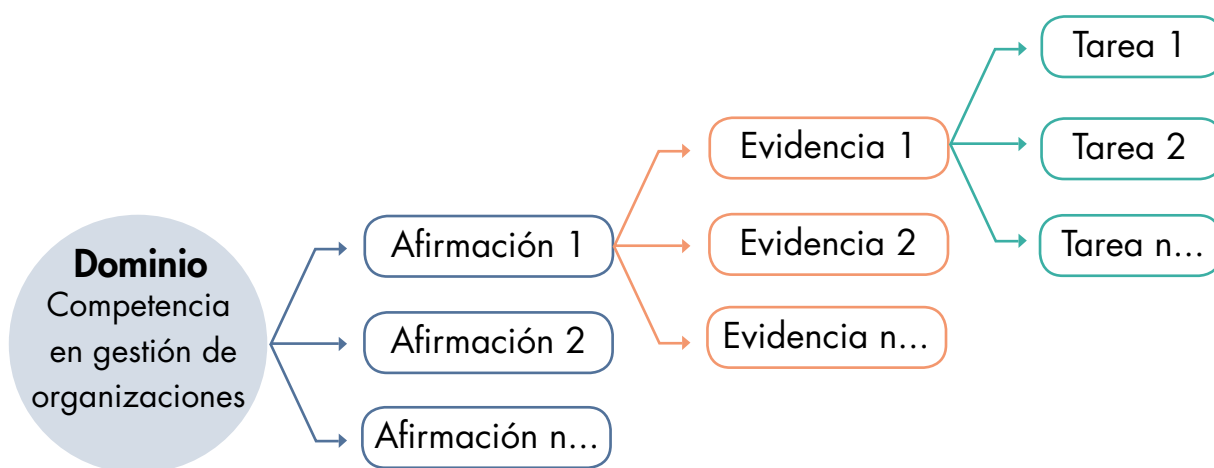 Dominio
Competencia
en gestión de
organizaciones
Afirmación 1
Afirmación 2
Afirmación n...
Evidencia 1
Evidencia 2
Evidencia n...
Tarea 1
Tarea 2
Tarea n...